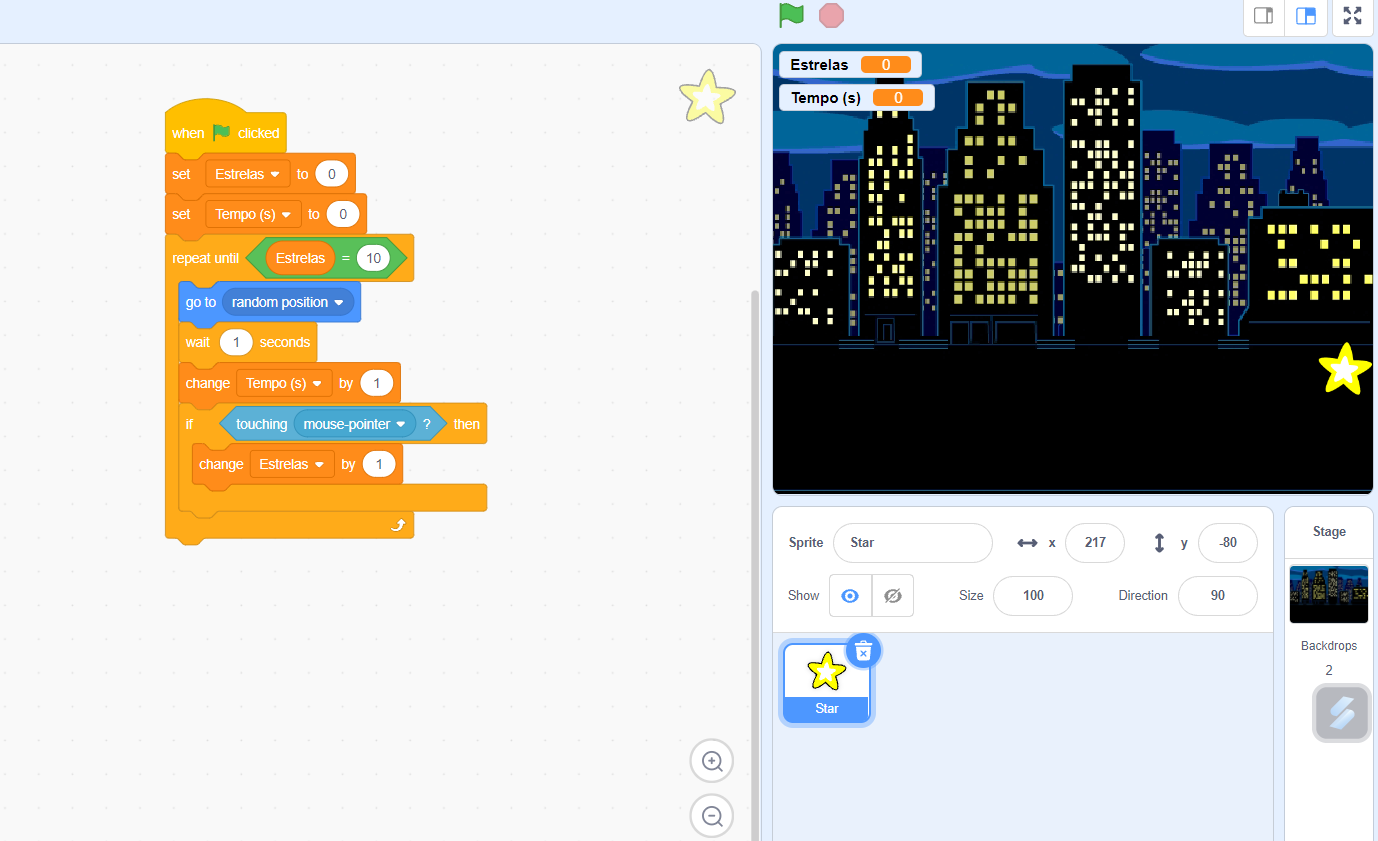 when clicked
set Estrelas to 0
set Tempo (s) to 0
repeat until Estrelas = 10
go to random position
wait 1 seconds
change Tempo (s) by 1
if touching mouse-pointer ? then
change Estrelas by 1
Estrelas 0
Tempo (s) 0
Sprite Star x 217 y -80
Show Size 100 Direction 90
Star
Stage
Backdrops
2